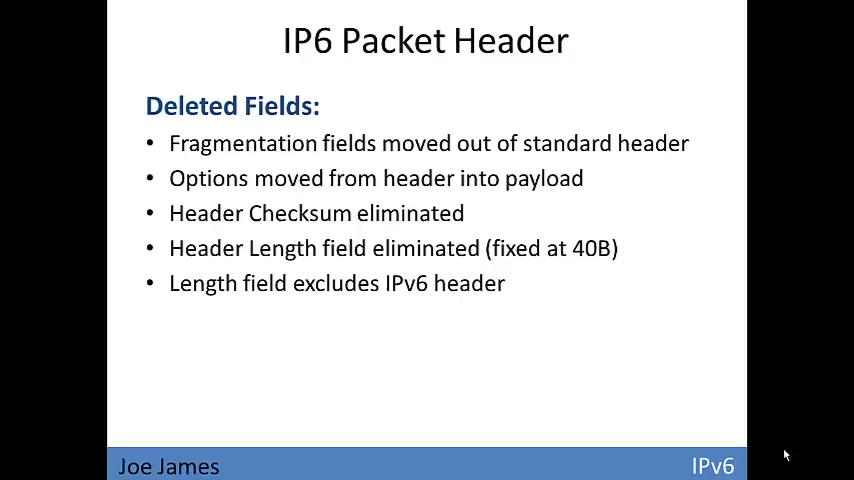 IP6 Packet Header
Deleted Fields:
• Fragmentation fields moved out of standard header
• Options moved from header into payload
• Header Checksum eliminated
• Header Length field eliminated (fixed at 40B)
• Length field excludes IPv6 header
Joe James
IPv6